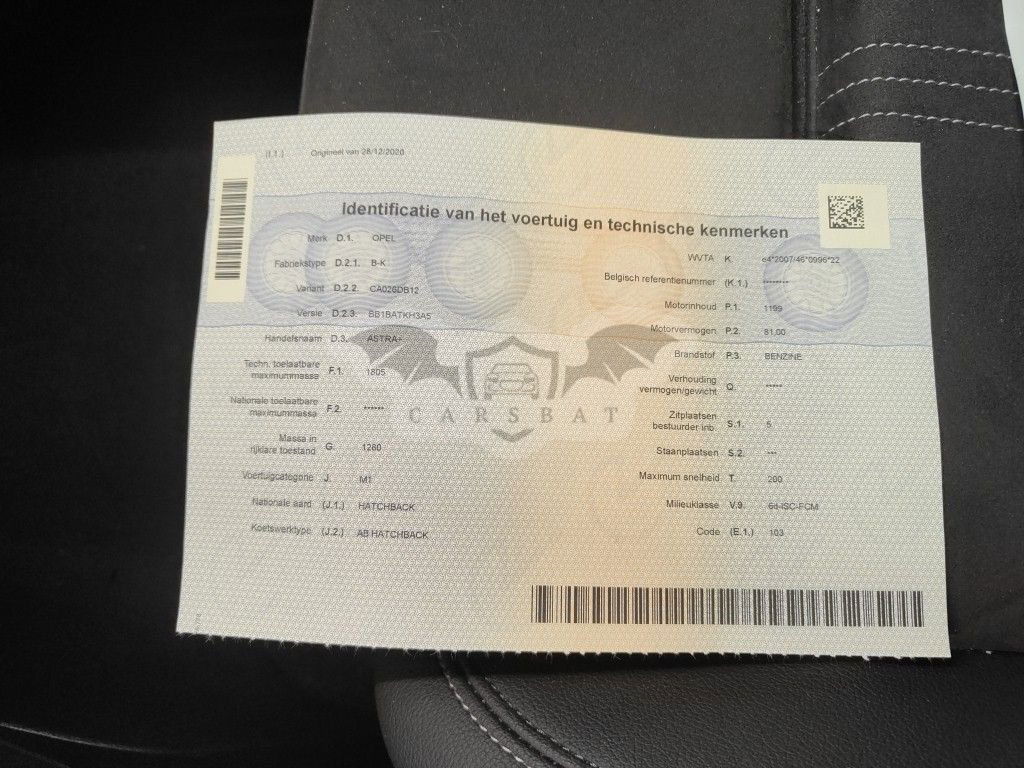 (I.1.) Origineel van 28/12/2020
Identificatie van het voertuig en technische kenmerken
Merk D.1. OPEL
Fabriekstype D.2.1. B-K
Variant D.2.2. CA026DB12
Versie D.2.3. BB1BATKH3A5
Handelsnaam D.3. ASTRA+
Techn. toelaatbare
maximummassa F.1. 1805
Nationale toelaatbare
maximummassa F.2. ******
Massa in
rijklare toestand G. 1280
Voertuigcategorie J. M1
Nationale aard (J.1.) HATCHBACK
Koetswerktype (J.2.) AB HATCHBACK
WVTA K. e4*2007/46*0996*22
Belgisch referentienummer (K.1.) ********
Motorinhoud P.1. 1199
Motorvermogen P.2. 81,00
Brandstof P.3. BENZINE
Verhouding
vermogen/gewicht Q. *****
Zitplaatsen
bestuurder inb. S.1. 5
Staanplaatsen S.2. ***
Maximum snelheid T. 200
Milieuklasse V.9. 6d-ISC-FCM
Code (E.1.) 103
CARSBAT